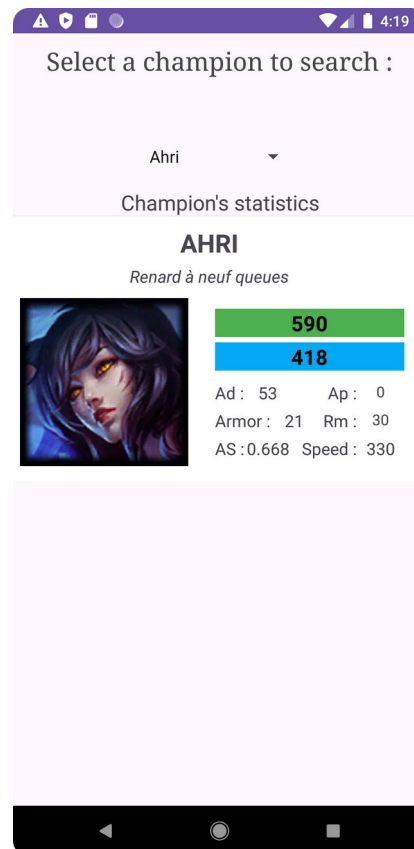 4:19
Select a champion to search :
Ahri
Champion's statistics
AHRI
Renard à neuf queues
590
418
Ad : 53 Ap : 0
Armor : 21 Rm : 30
AS : 0.668 Speed : 330